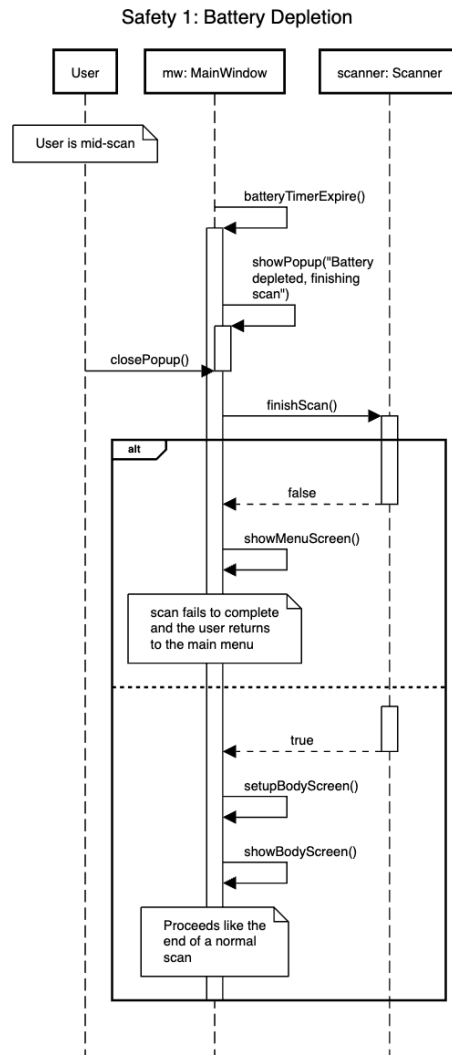 Safety 1: Battery Depletion
User
mw: MainWindow
scanner: Scanner
User is mid-scan
batteryTimerExpire()
showPopup("Battery
depleted, finishing
scan")
closePopup()
finishScan()
alt
false
showMenuScreen()
scan fails to complete
and the user returns
to the main menu
true
setupBodyScreen()
showBodyScreen()
Proceeds like the
end of a normal
scan